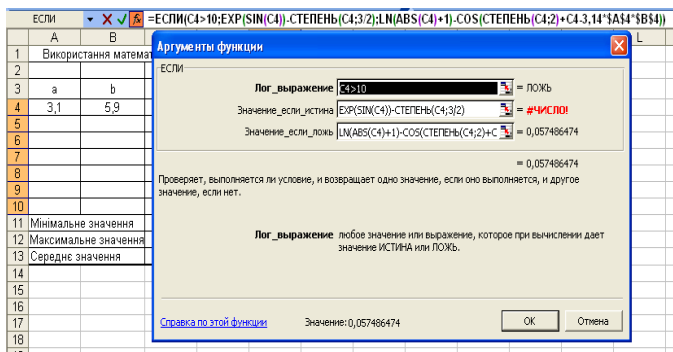 ЕСЛИ =ЕСЛИ(C4>10;EXP(SIN(C4))-СТЕПЕНЬ(C4;3/2);LN(ABS(C4)+1)-COS(СТЕПЕНЬ(C4;2)+C4-3,14*$A$4*$B$4))
A B L
Аргументы функции
1 Використання математ
ЕСЛИ
2
3 a b
Лог_выражение C4>10 = ЛОЖЬ
4 3,1 5,9
Значение_если_истина EXP(SIN(C4))-СТЕПЕНЬ(C4;3/2) = #ЧИСЛО!
5
Значение_если_ложь LN(ABS(C4)+1)-COS(СТЕПЕНЬ(C4;2)+C = 0,057486474
6
7
= 0,057486474
8
Проверяет, выполняется ли условие, и возвращает одно значение, если оно выполняется, и другое
значение, если нет.
9
10
11 Мінімальне значення
Лог_выражение любое значение или выражение, которое при вычислении дает
12 Максимальне значення
значение ИСТИНА или ЛОЖЬ.
13 Середнє значення
14
15
16
17
Справка по этой функции Значение:0,057486474 ОК Отмена
18